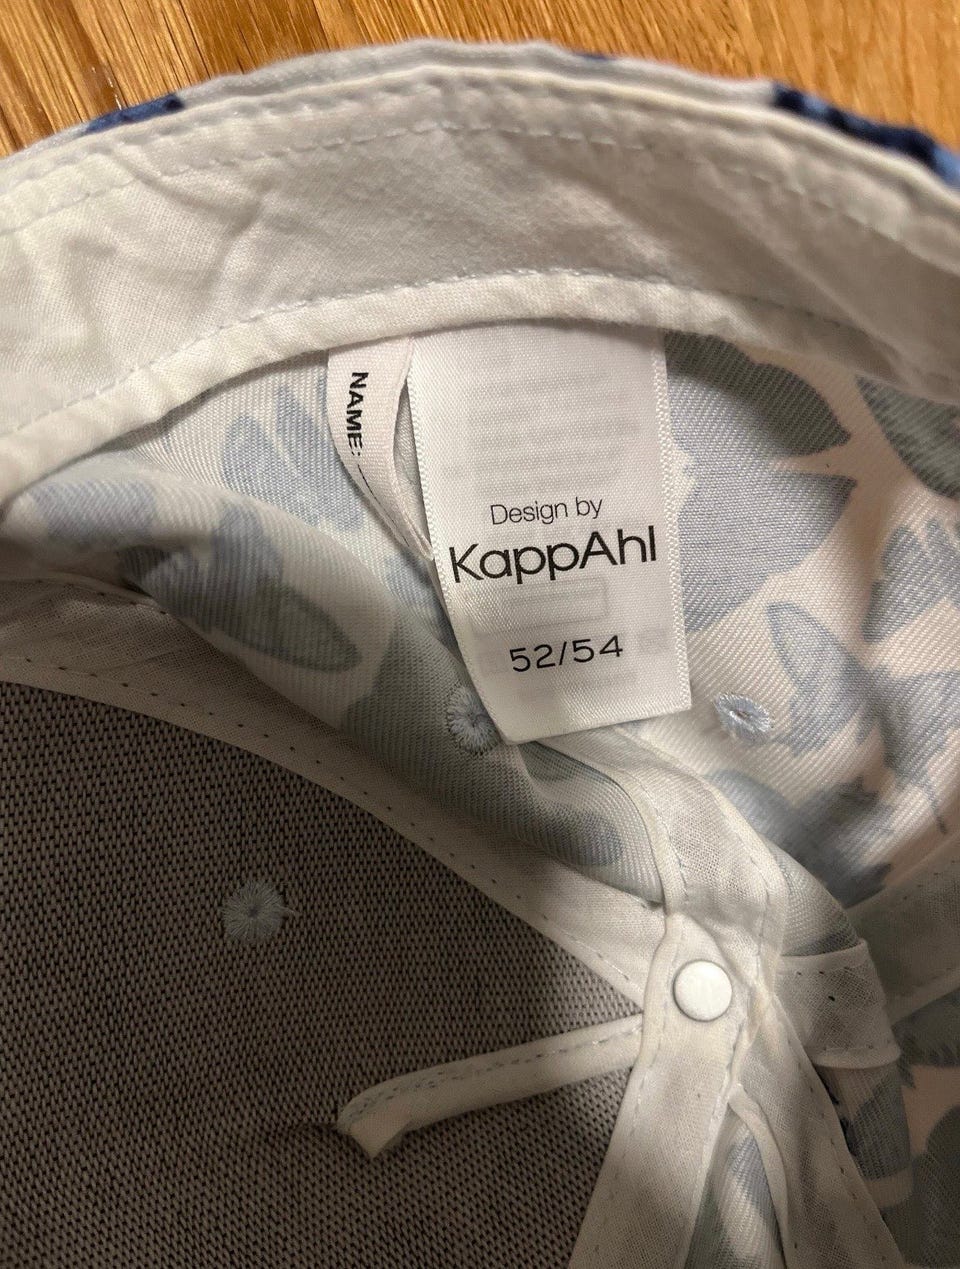 NAME:
Design by
KappAhl
52/54